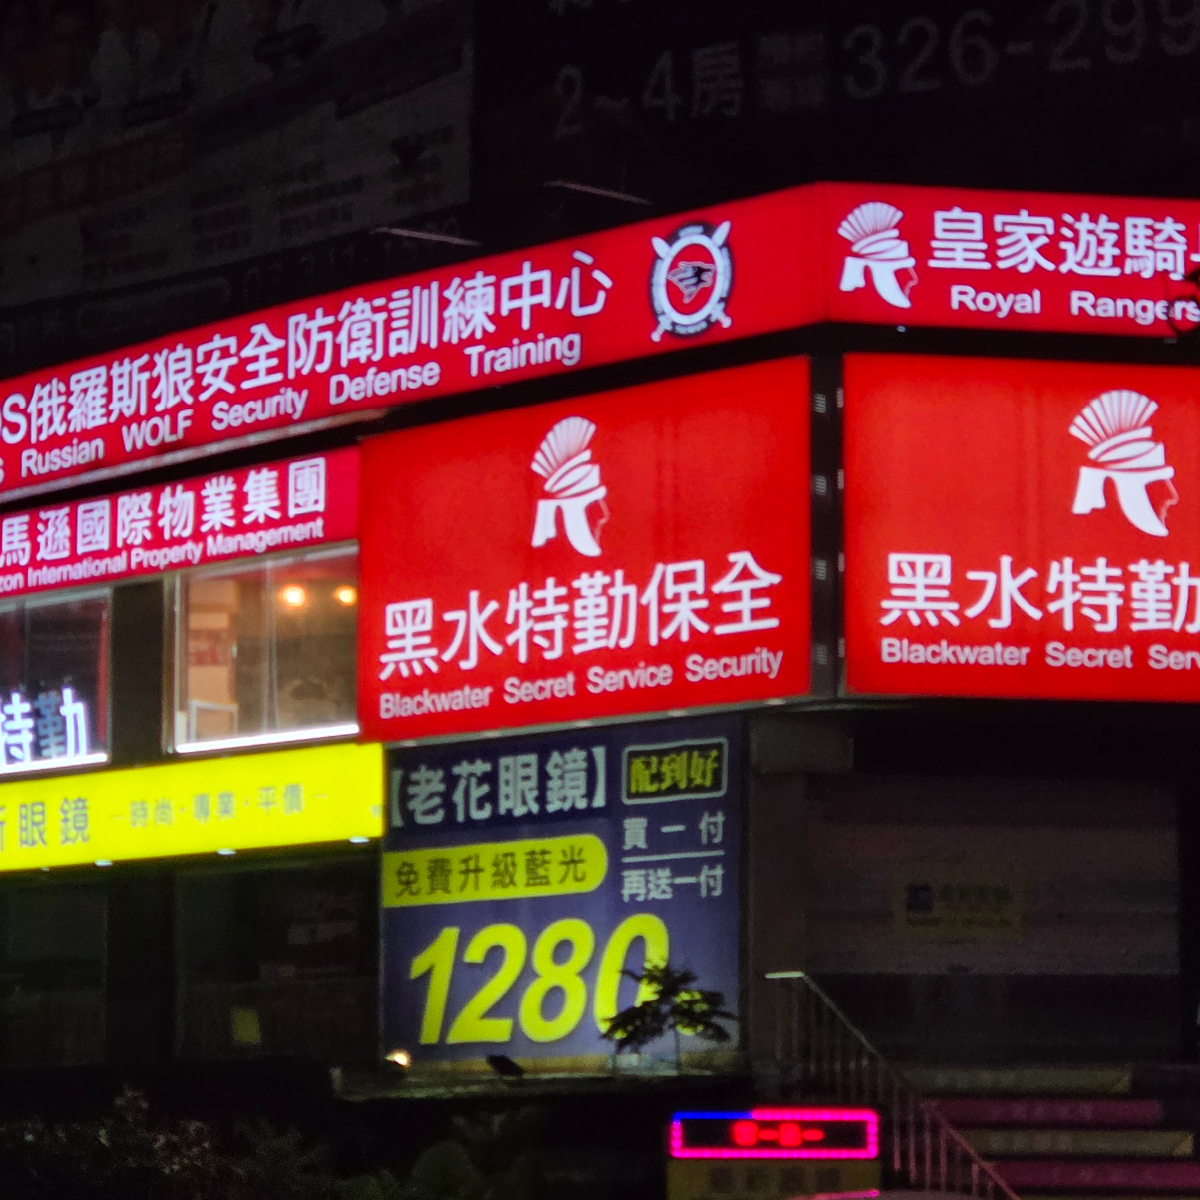 2~4房
326-299
S俄羅斯狼安全防衛訓練中心
S Russian WOLF Security Defense Training
皇家遊騎
Royal Rangers
馬遜國際物業集團
zon International Property Management
黑水特勤保全
Blackwater Secret Service Security
黑水特勤
Blackwater Secret Ser
特勤
眼鏡 －時尚·專業·平價－
【老花眼鏡】
配到好
買一付
再送一付
免費升級藍光
1280